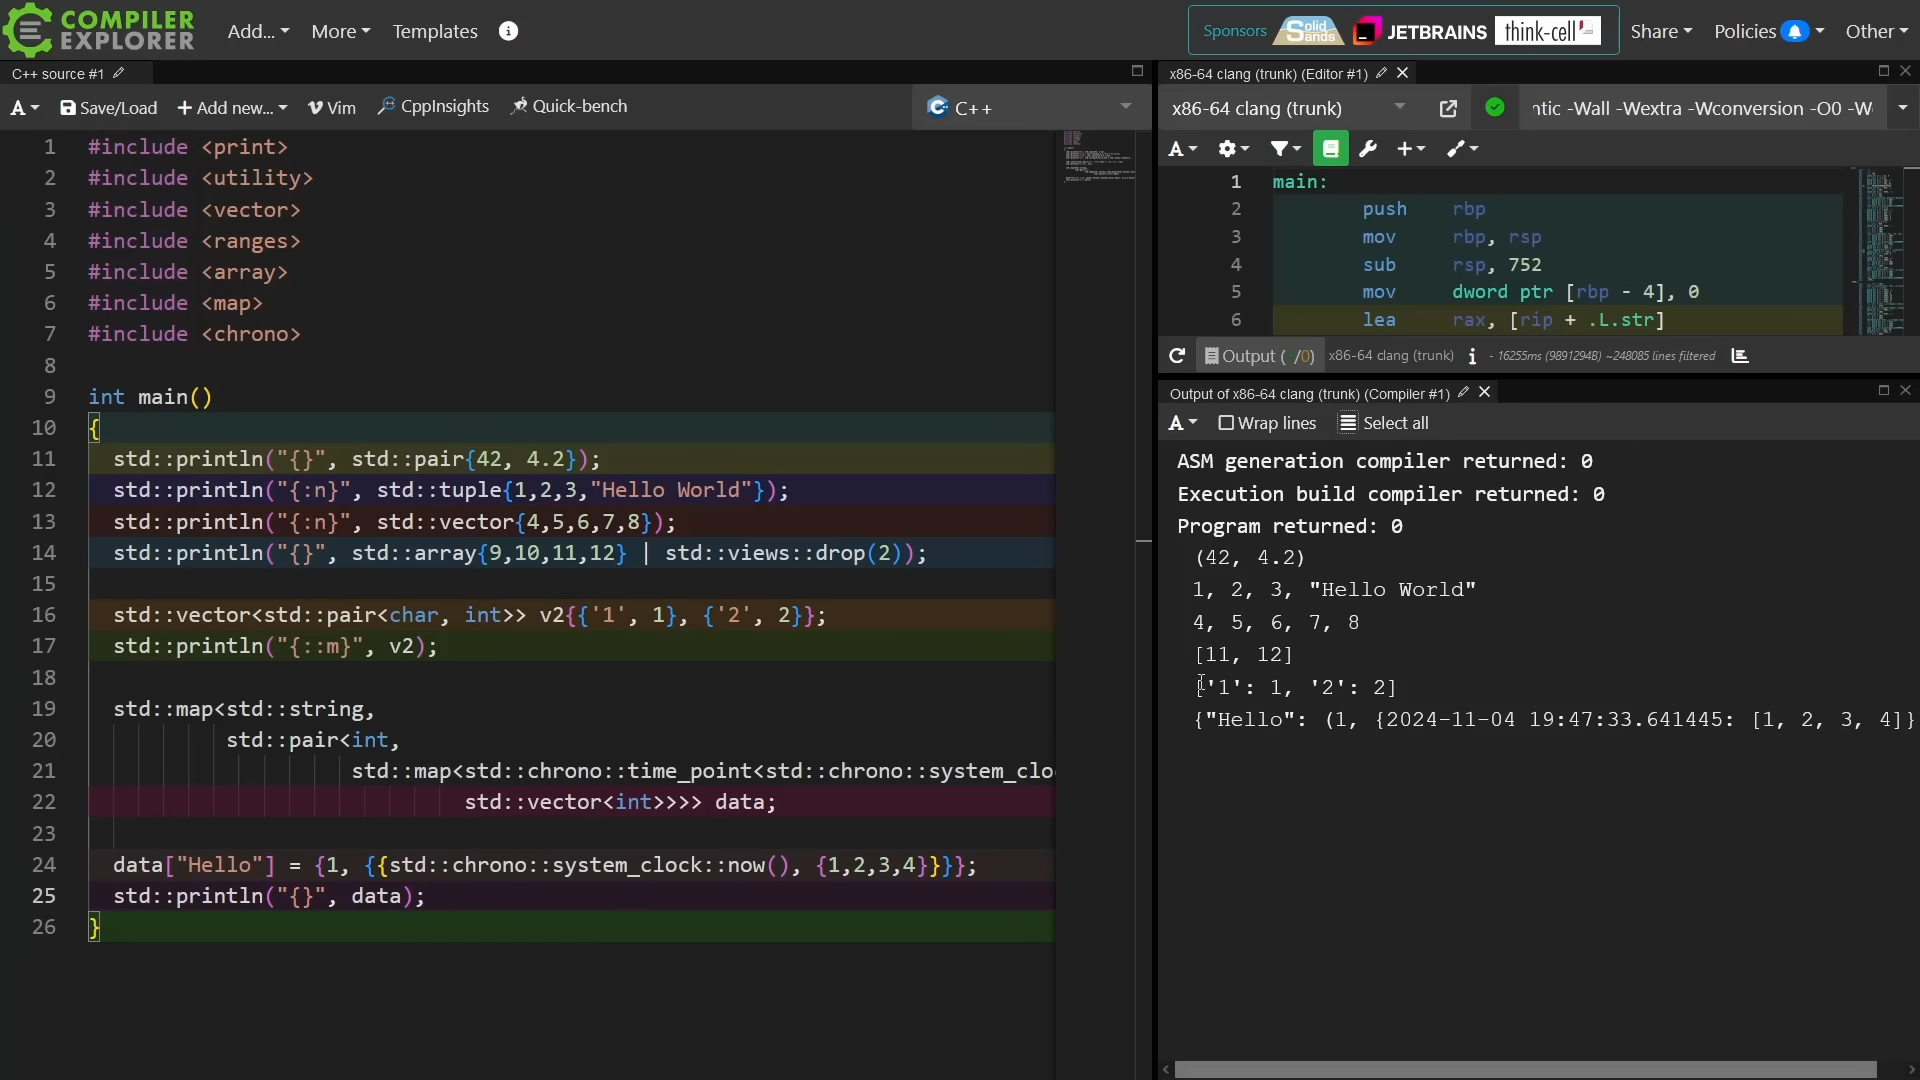 COMPILER EXPLORER
Add... More Templates
Sponsors Solid Sands JETBRAINS think-cell Share Policies Other
C++ source #1
A Save/Load Add new... Vim CppInsights Quick-bench C++
1 #include <print>
2 #include <utility>
3 #include <vector>
4 #include <ranges>
5 #include <array>
6 #include <map>
7 #include <chrono>
8
9 int main()
10 {
11 std::println("{}", std::pair{42, 4.2});
12 std::println("{:n}", std::tuple{1,2,3,"Hello World"});
13 std::println("{:n}", std::vector{4,5,6,7,8});
14 std::println("{}", std::array{9,10,11,12} | std::views::drop(2));
15
16 std::vector<std::pair<char, int>> v2{{'1', 1}, {'2', 2}};
17 std::println("{::m}", v2);
18
19 std::map<std::string,
20 std::pair<int,
21 std::map<std::chrono::time_point<std::chrono::system_clo
22 std::vector<int>>>> data;
23
24 data["Hello"] = {1, {{std::chrono::system_clock::now(), {1,2,3,4}}}};
25 std::println("{}", data);
26 }
x86-64 clang (trunk) (Editor #1)
x86-64 clang (trunk) ntic -Wall -Wextra -Wconversion -O0 -W
A
1 main:
2 push rbp
3 mov rbp, rsp
4 sub rsp, 752
5 mov dword ptr [rbp - 4], 0
6 lea rax, [rip + .L.str]
Output ( /0) x86-64 clang (trunk) i - 16255ms (9891294B) ~248085 lines filtered
Output of x86-64 clang (trunk) (Compiler #1)
A Wrap lines Select all
ASM generation compiler returned: 0
Execution build compiler returned: 0
Program returned: 0
(42, 4.2)
1, 2, 3, "Hello World"
4, 5, 6, 7, 8
[11, 12]
['1': 1, '2': 2]
{"Hello": (1, {2024-11-04 19:47:33.641445: [1, 2, 3, 4]}